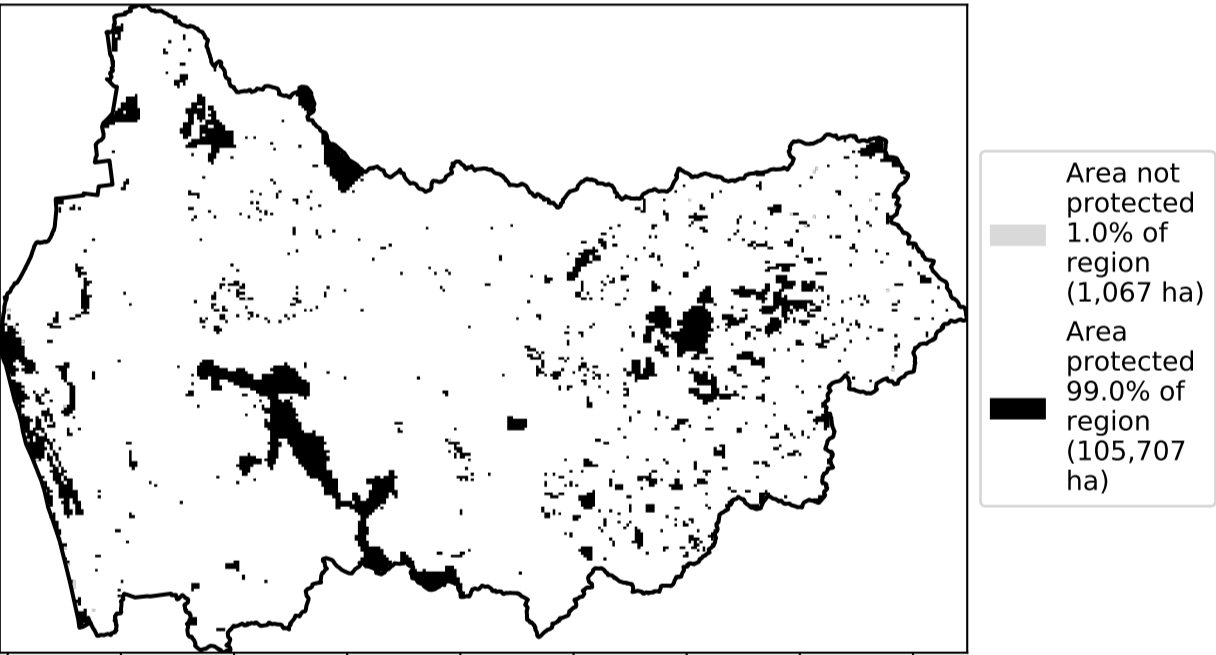 Area not
protected
1.0% of
region
(1,067 ha)
Area
protected
99.0% of
region
(105,707
ha)